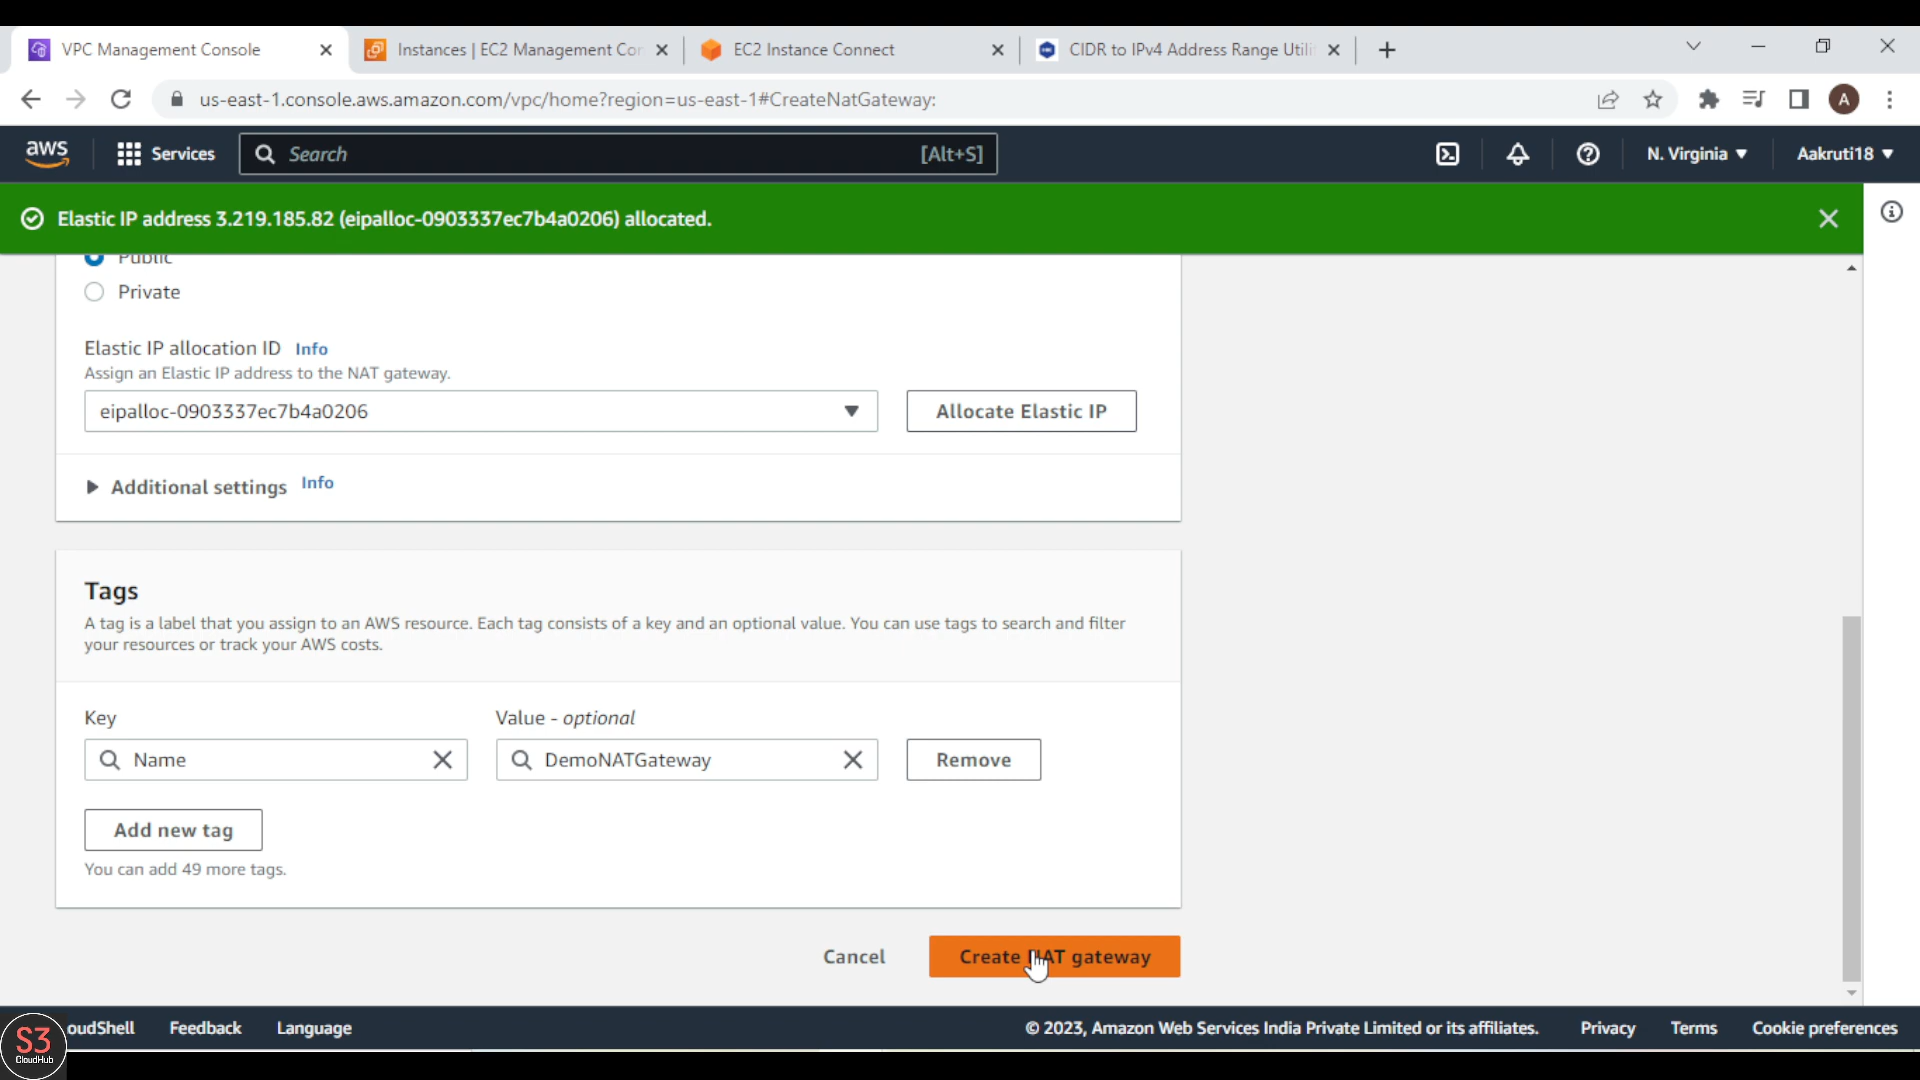 VPC Management Console
Instances | EC2 Management Cor
EC2 Instance Connect
CIDR to IPv4 Address Range Utili
us-east-1.console.aws.amazon.com/vpc/home?region=us-east-1#CreateNatGateway:
A
aws
Services
Search
[Alt+S]
N. Virginia
Aakruti18
Elastic IP address 3.219.185.82 (eipalloc-0903337ec7b4a0206) allocated.
Public
Private
Elastic IP allocation ID Info
Assign an Elastic IP address to the NAT gateway.
eipalloc-0903337ec7b4a0206
Allocate Elastic IP
Additional settings Info
Tags
A tag is a label that you assign to an AWS resource. Each tag consists of a key and an optional value. You can use tags to search and filter
your resources or track your AWS costs.
Key
Value - optional
Name
DemoNATGateway
Remove
Add new tag
You can add 49 more tags.
Cancel
Create NAT gateway
oudShell
Feedback
Language
© 2023, Amazon Web Services India Private Limited or its affiliates.
Privacy
Terms
Cookie preferences
S3
CloudHub